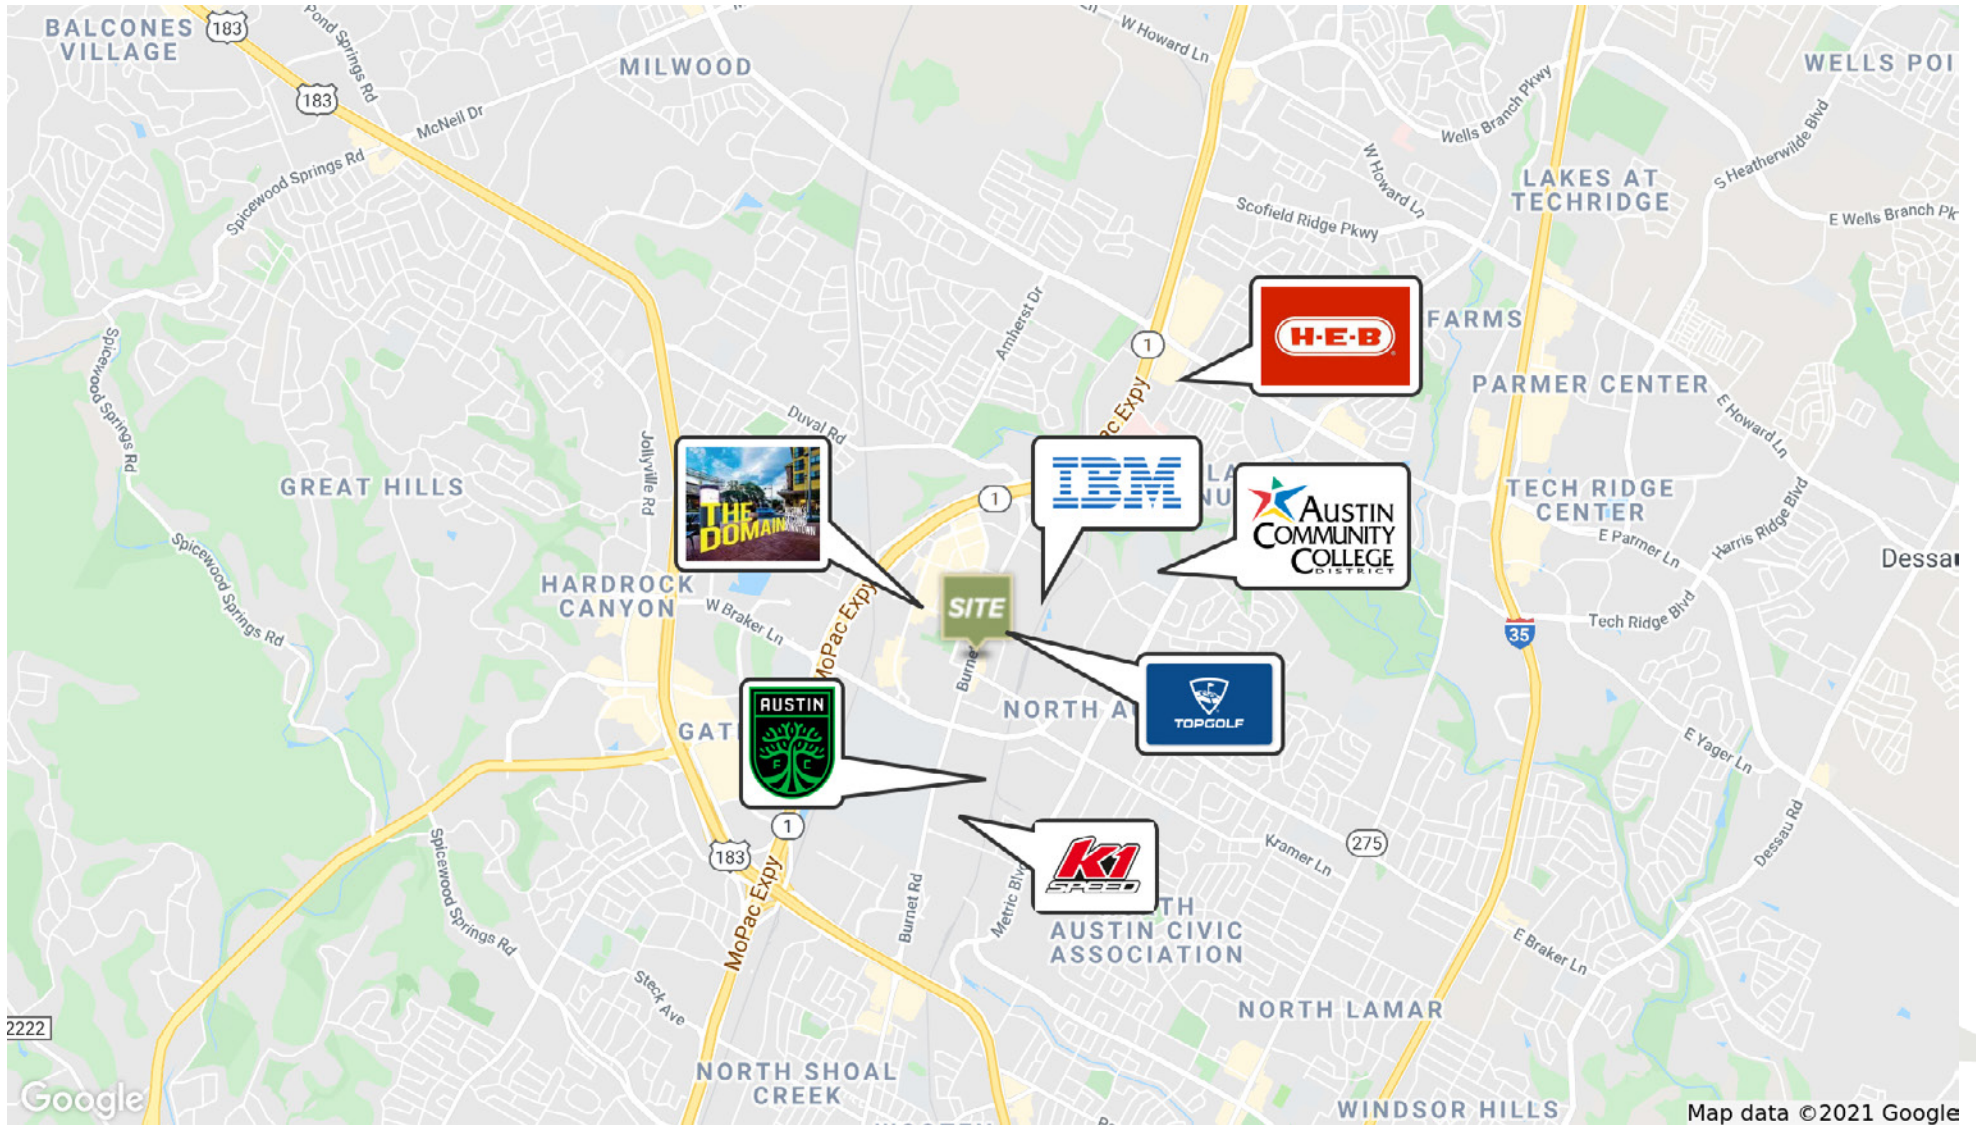 BALCONES
VILLAGE
183
Pond Springs Rd
183
McNeil Dr
Spicewood Springs Rd
MILWOOD
W Howard Ln
Wells Branch Pkwy
WELLS POI
W Howard Ln
LAKES AT
TECHRIDGE
S Heatherwilde Blvd
E Wells Branch Pk
Scofield Ridge Pkwy
Amherst Dr
1
H-E-B
FARMS
PARMER CENTER
E Howard Ln
Spicewood Springs Rd
GREAT HILLS
Jollyville Rd
Duval Rd
THE
DOMAIN
1
ac Expy
IBM
AUSTIN
COMMUNITY
COLLEGE
DISTRICT
TECH RIDGE
CENTER
E Parmer Ln
Harris Ridge Blvd
Dessau
Spicewood Springs Rd
HARDROCK
CANYON
W Braker Ln
MoPac Expy
SITE
Burnet
Tech Ridge Blvd
35
NORTH A
TOPGOLF
GAT
AUSTIN
F C
E Yager Ln
1
183
K1
SPEED
Kramer Ln
275
Dessau Rd
MoPac Expy
Burnet Rd
Metric Blv
TH
AUSTIN CIVIC
ASSOCIATION
E Braker Ln
Spicewood Springs Rd
Steck Ave
NORTH LAMAR
2222
NORTH SHOAL
CREEK
WINDSOR HILLS
Google
Map data ©2021 Google